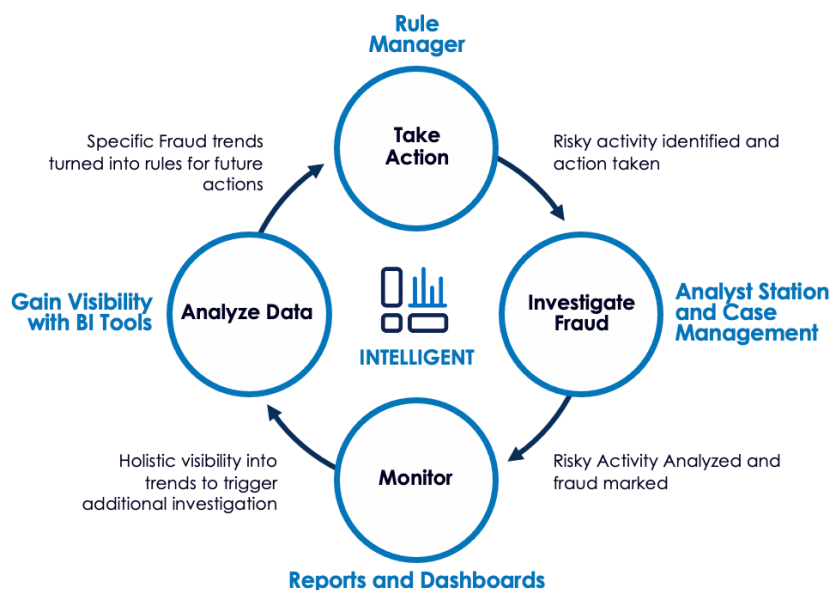 Rule
Manager
Take
Action
Specific Fraud trends
turned into rules for future
actions
Risky activity identified and
action taken
Gain Visibility
with BI Tools
Analyze Data
INTELLIGENT
Investigate
Fraud
Analyst Station
and Case
Management
Holistic visibility into
trends to trigger
additional investigation
Monitor
Risky Activity Analyzed and
fraud marked
Reports and Dashboards